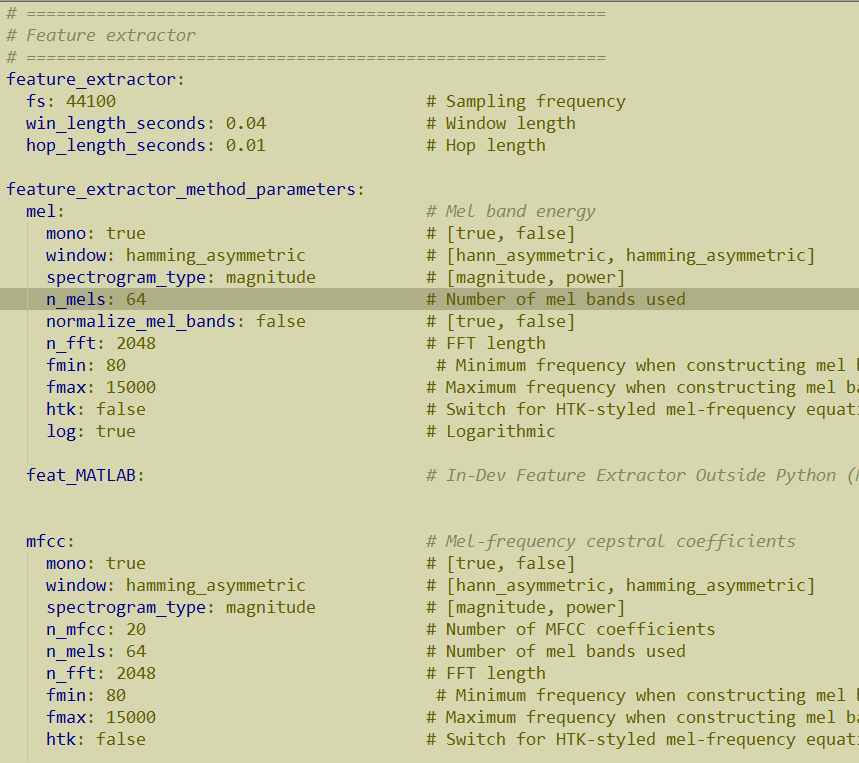 # ==========================================================
# Feature extractor
# ==========================================================
feature_extractor:
  fs: 44100                               # Sampling frequency
  win_length_seconds: 0.04                # Window length
  hop_length_seconds: 0.01                # Hop length

feature_extractor_method_parameters:
  mel:                                    # Mel band energy
    mono: true                            # [true, false]
    window: hamming_asymmetric            # [hann_asymmetric, hamming_asymmetric]
    spectrogram_type: magnitude           # [magnitude, power]
    n_mels: 64                            # Number of mel bands used
    normalize_mel_bands: false            # [true, false]
    n_fft: 2048                           # FFT length
    fmin: 80                               # Minimum frequency when constructing mel
    fmax: 15000                           # Maximum frequency when constructing mel
    htk: false                            # Switch for HTK-styled mel-frequency
    log: true                             # Logarithmic

  feat_MATLAB:                            # In-Dev Feature Extractor Outside Python

  mfcc:                                   # Mel-frequency cepstral coefficients
    mono: true                            # [true, false]
    window: hamming_asymmetric            # [hann_asymmetric, hamming_asymmetric]
    spectrogram_type: magnitude           # [magnitude, power]
    n_mfcc: 20                            # Number of MFCC coefficients
    n_mels: 64                            # Number of mel bands used
    n_fft: 2048                           # FFT length
    fmin: 80                               # Minimum frequency when constructing mel
    fmax: 15000                           # Maximum frequency when constructing mel
    htk: false                            # Switch for HTK-styled mel-frequency